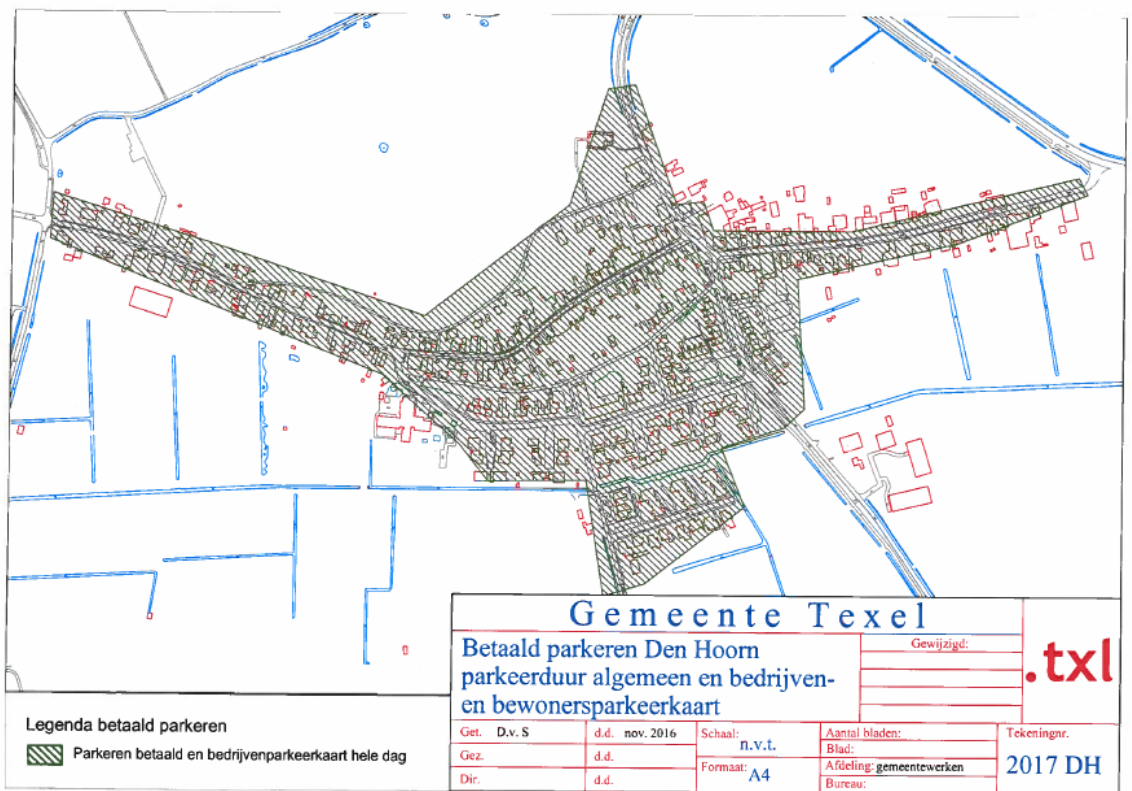 Gemeente Texel
Betaald parkeren Den Hoorn
parkeerduur algemeen en bedrijven-
en bewonersparkeerkaart
Gewijzigd:
.txl
Legenda betaald parkeren
Parkeren betaald en bedrijvenparkeerkaart hele dag
Get. D.v. S d.d. nov. 2016
Gez. d.d.
Dir. d.d.
Schaal: n.v.t.
Formaat: A4
Aantal bladen:
Blad:
Afdeling: gemeentewerken
Bureau:
Tekeningnr.
2017 DH